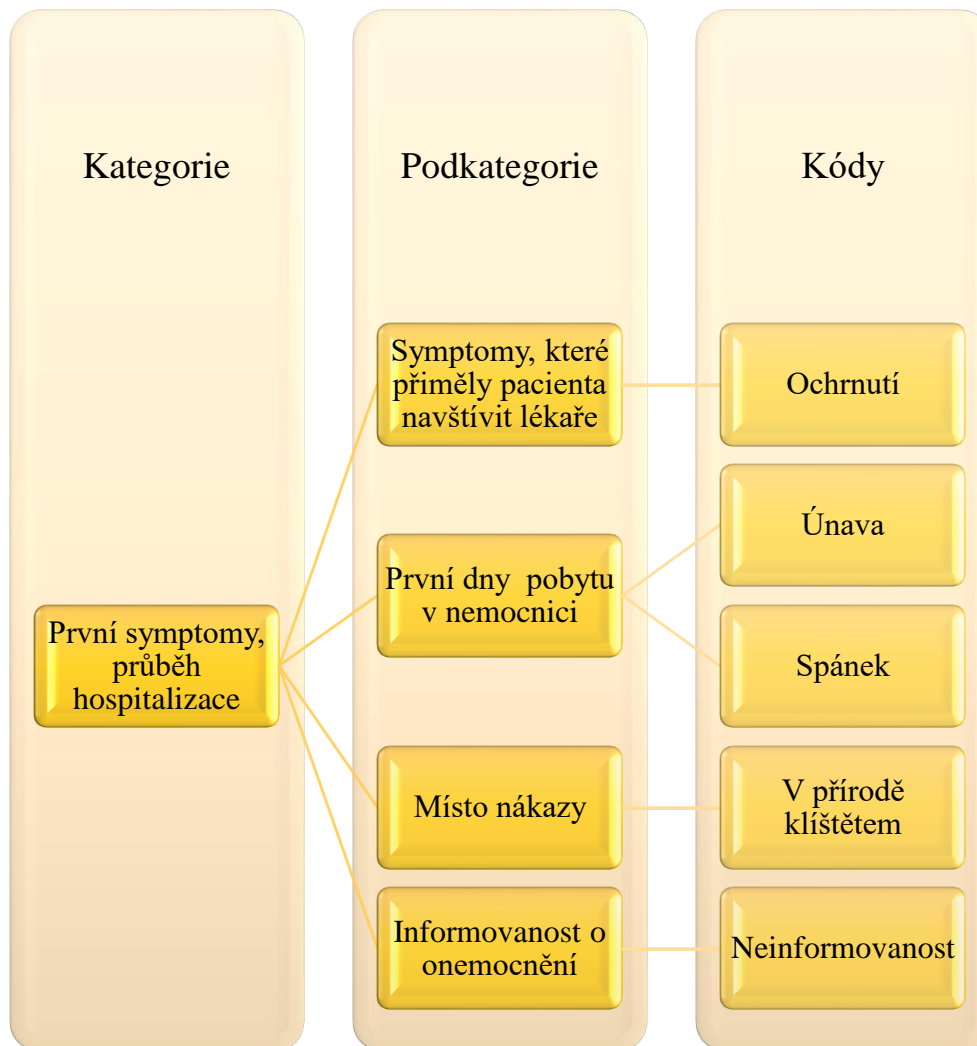 Kategorie
Podkategorie
Kódy
První symptomy,
průběh
hospitalizace
Symptomy, které
přiměly pacienta
navštívit lékaře
Ochrnutí
První dny  pobytu
v nemocnici
Únava
Spánek
Místo nákazy
V přírodě
klíštětem
Informovanost o
onemocnění
Neinformovanost